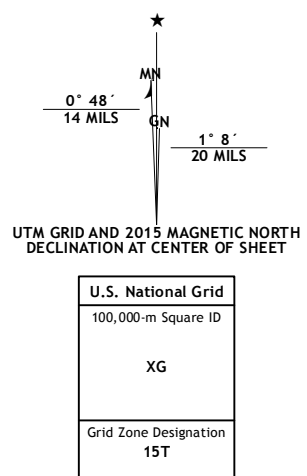 ★
MN
0° 48´
14 MILS
GN
1° 8´
20 MILS
UTM GRID AND 2015 MAGNETIC NORTH
DECLINATION AT CENTER OF SHEET
U.S. National Grid
100,000-m Square ID
XG
Grid Zone Designation
15T